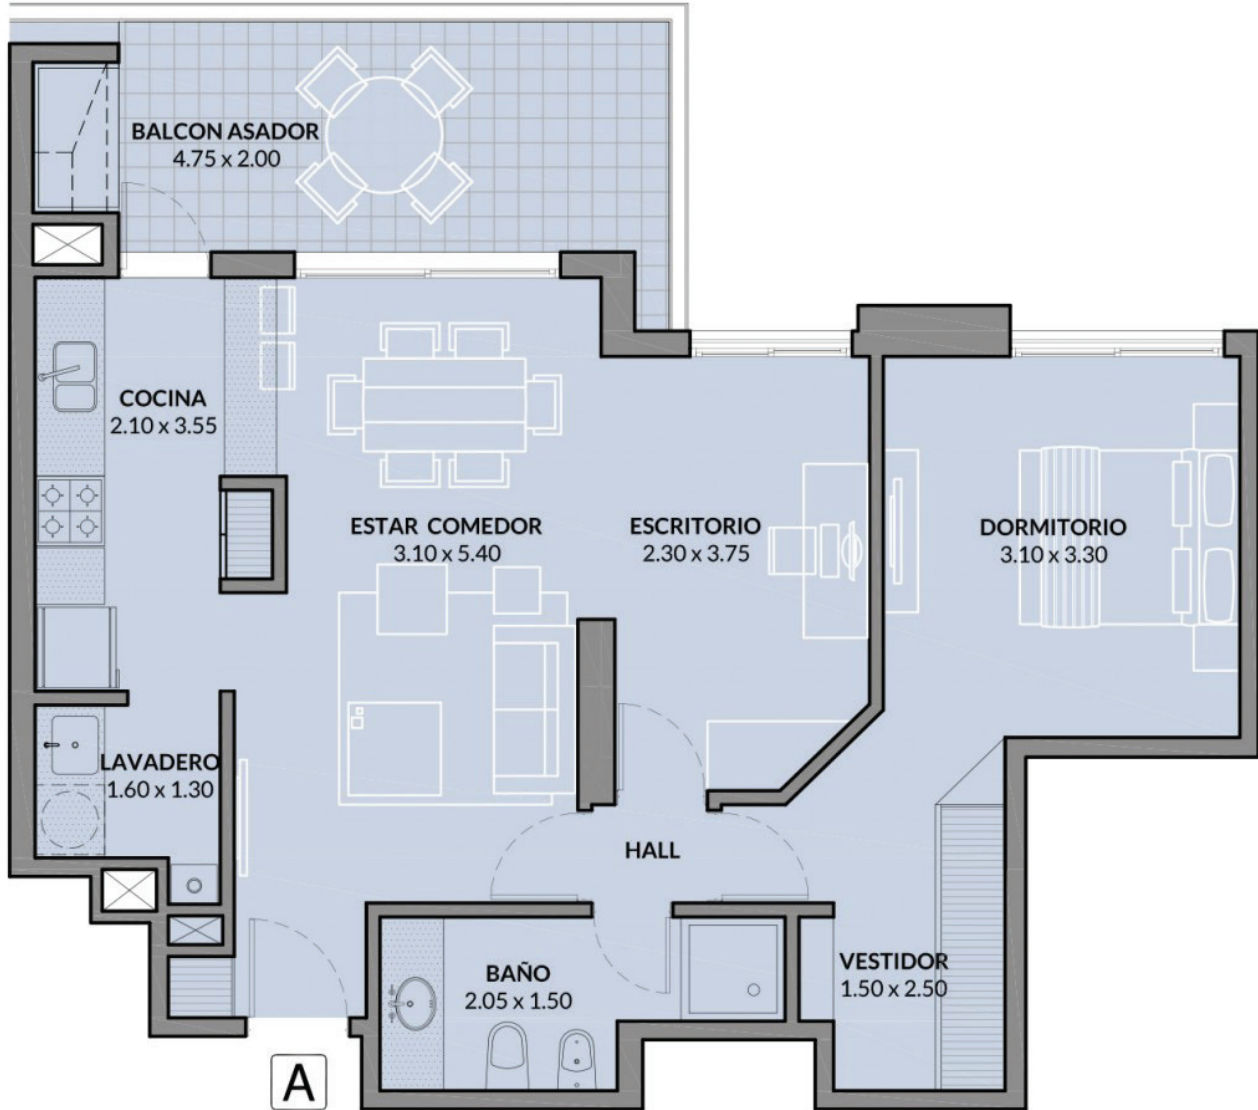 BALCON ASADOR
4.75 x 2.00
COCINA
2.10 x 3.55
ESTAR COMEDOR
3.10 x 5.40
ESCRITORIO
2.30 x 3.75
DORMITORIO
3.10 x 3.30
LAVADERO
1.60 x 1.30
HALL
BAÑO
2.05 x 1.50
VESTIDOR
1.50 x 2.50
A